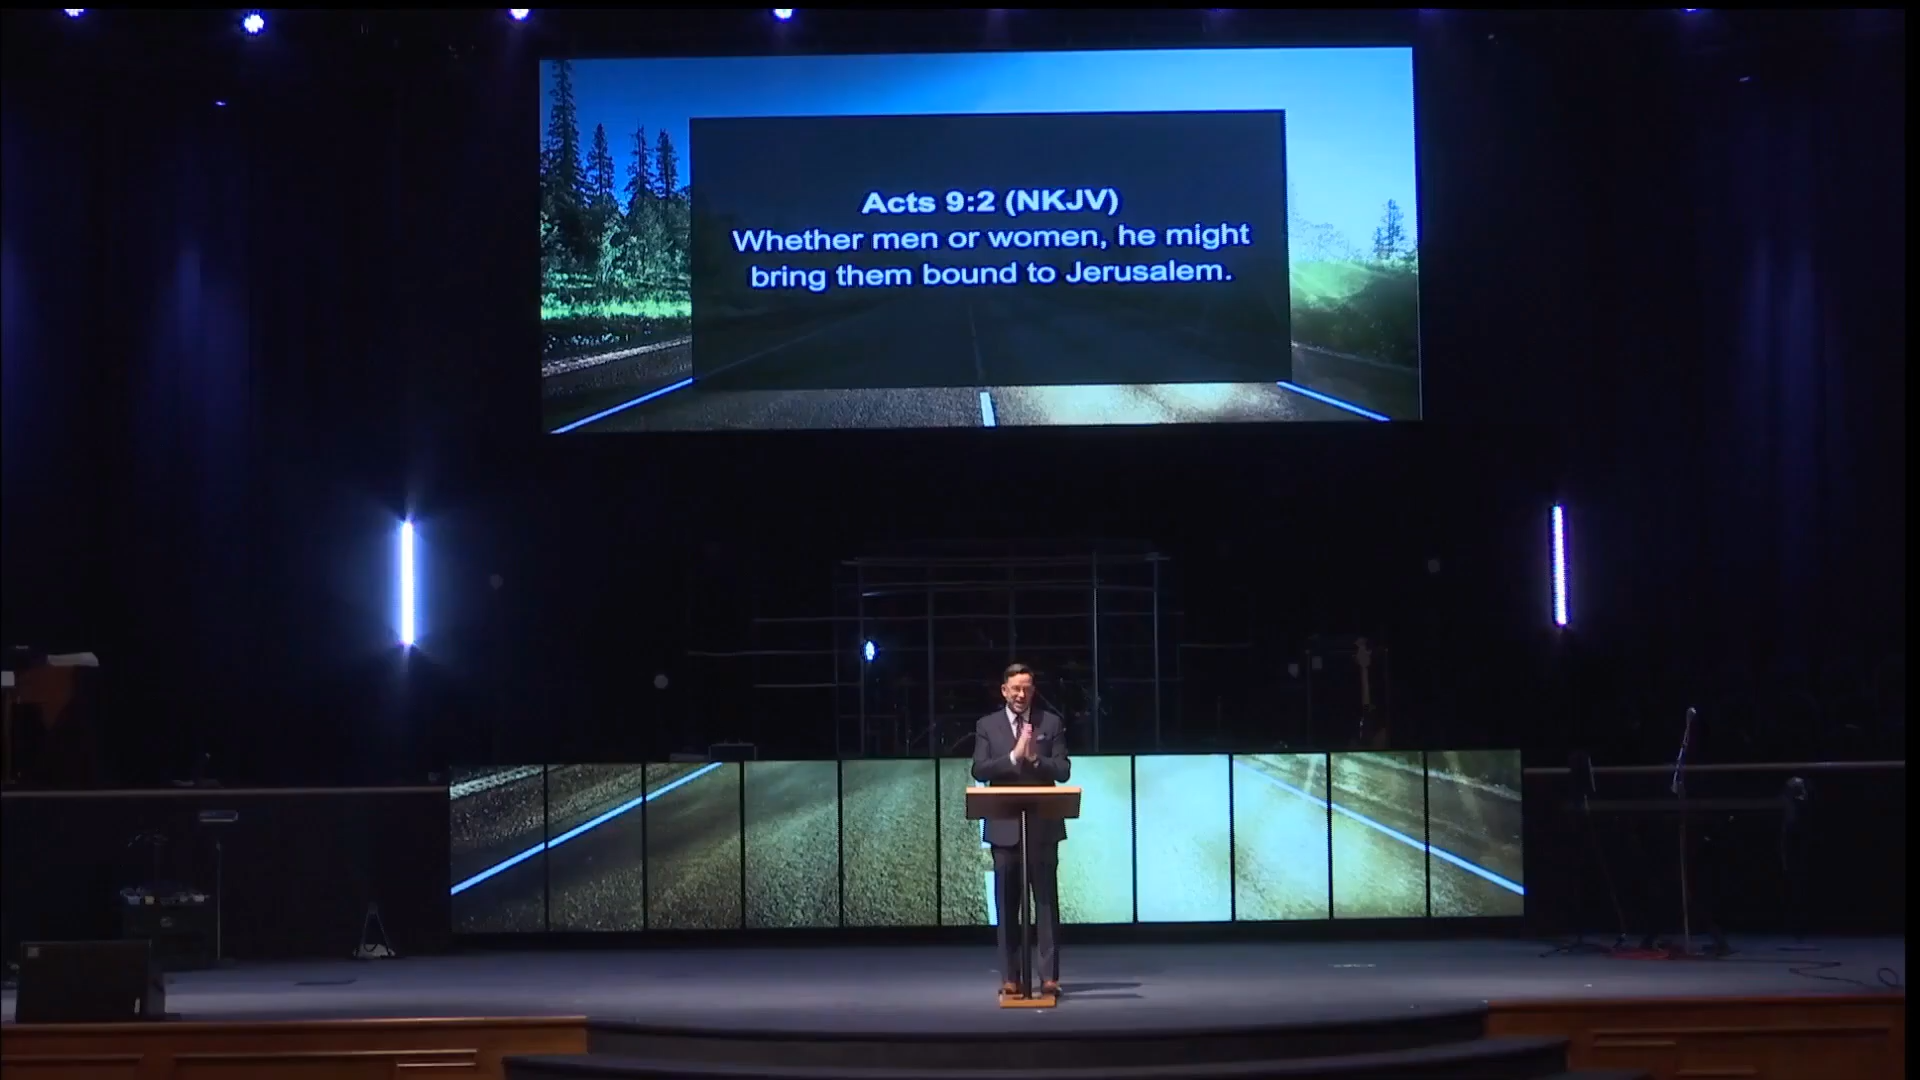 Acts 9:2 (NKJV)
Whether men or women, he might
bring them bound to Jerusalem.